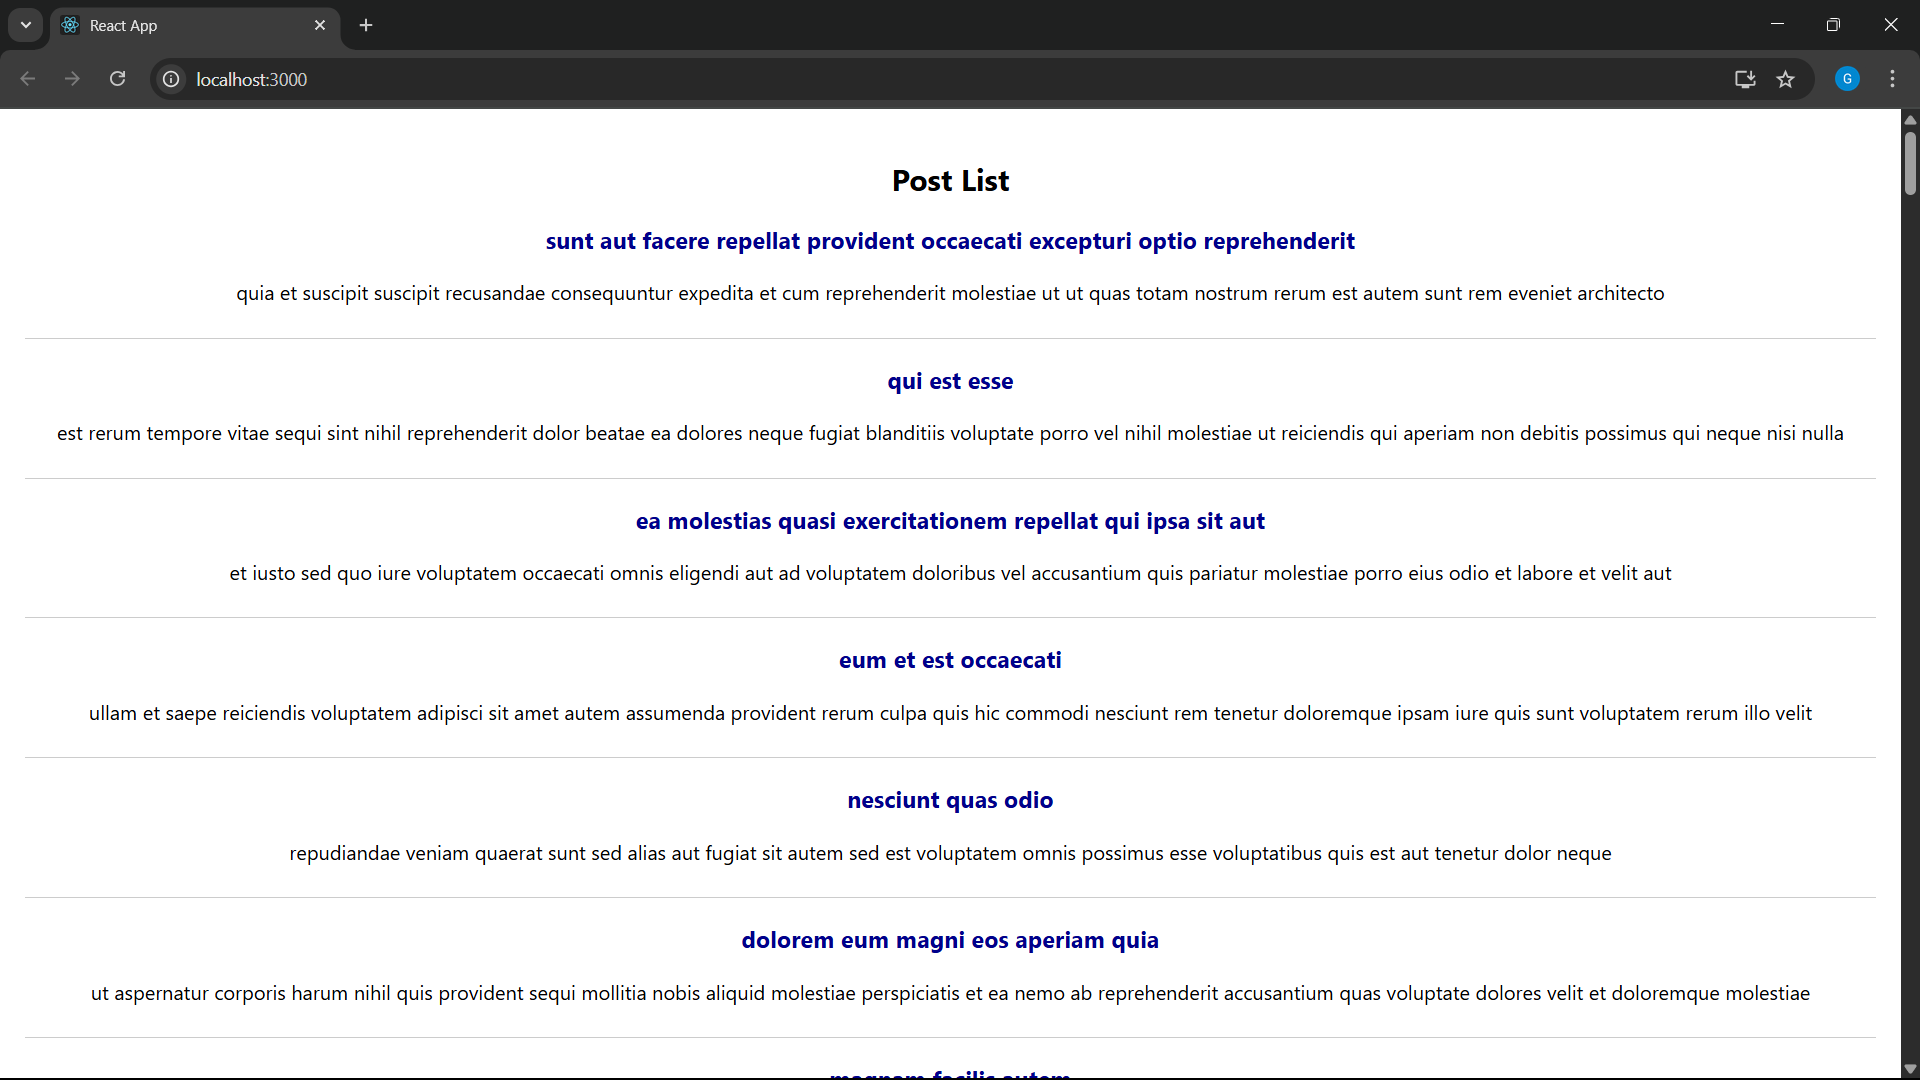 React App
localhost:3000
G
Post List
sunt aut facere repellat provident occaecati excepturi optio reprehenderit
quia et suscipit suscipit recusandae consequuntur expedita et cum reprehenderit molestiae ut ut quas totam nostrum rerum est autem sunt rem eveniet architecto
qui est esse
est rerum tempore vitae sequi sint nihil reprehenderit dolor beatae ea dolores neque fugiat blanditiis voluptate porro vel nihil molestiae ut reiciendis qui aperiam non debitis possimus qui neque nisi nulla
ea molestias quasi exercitationem repellat qui ipsa sit aut
et iusto sed quo iure voluptatem occaecati omnis eligendi aut ad voluptatem doloribus vel accusantium quis pariatur molestiae porro eius odio et labore et velit aut
eum et est occaecati
ullam et saepe reiciendis voluptatem adipisci sit amet autem assumenda provident rerum culpa quis hic commodi nesciunt rem tenetur doloremque ipsam iure quis sunt voluptatem rerum illo velit
nesciunt quas odio
repudiandae veniam quaerat sunt sed alias aut fugiat sit autem sed est voluptatem omnis possimus esse voluptatibus quis est aut tenetur dolor neque
dolorem eum magni eos aperiam quia
ut aspernatur corporis harum nihil quis provident sequi mollitia nobis aliquid molestiae perspiciatis et ea nemo ab reprehenderit accusantium quas voluptate dolores velit et doloremque molestiae
magnam facilis autem